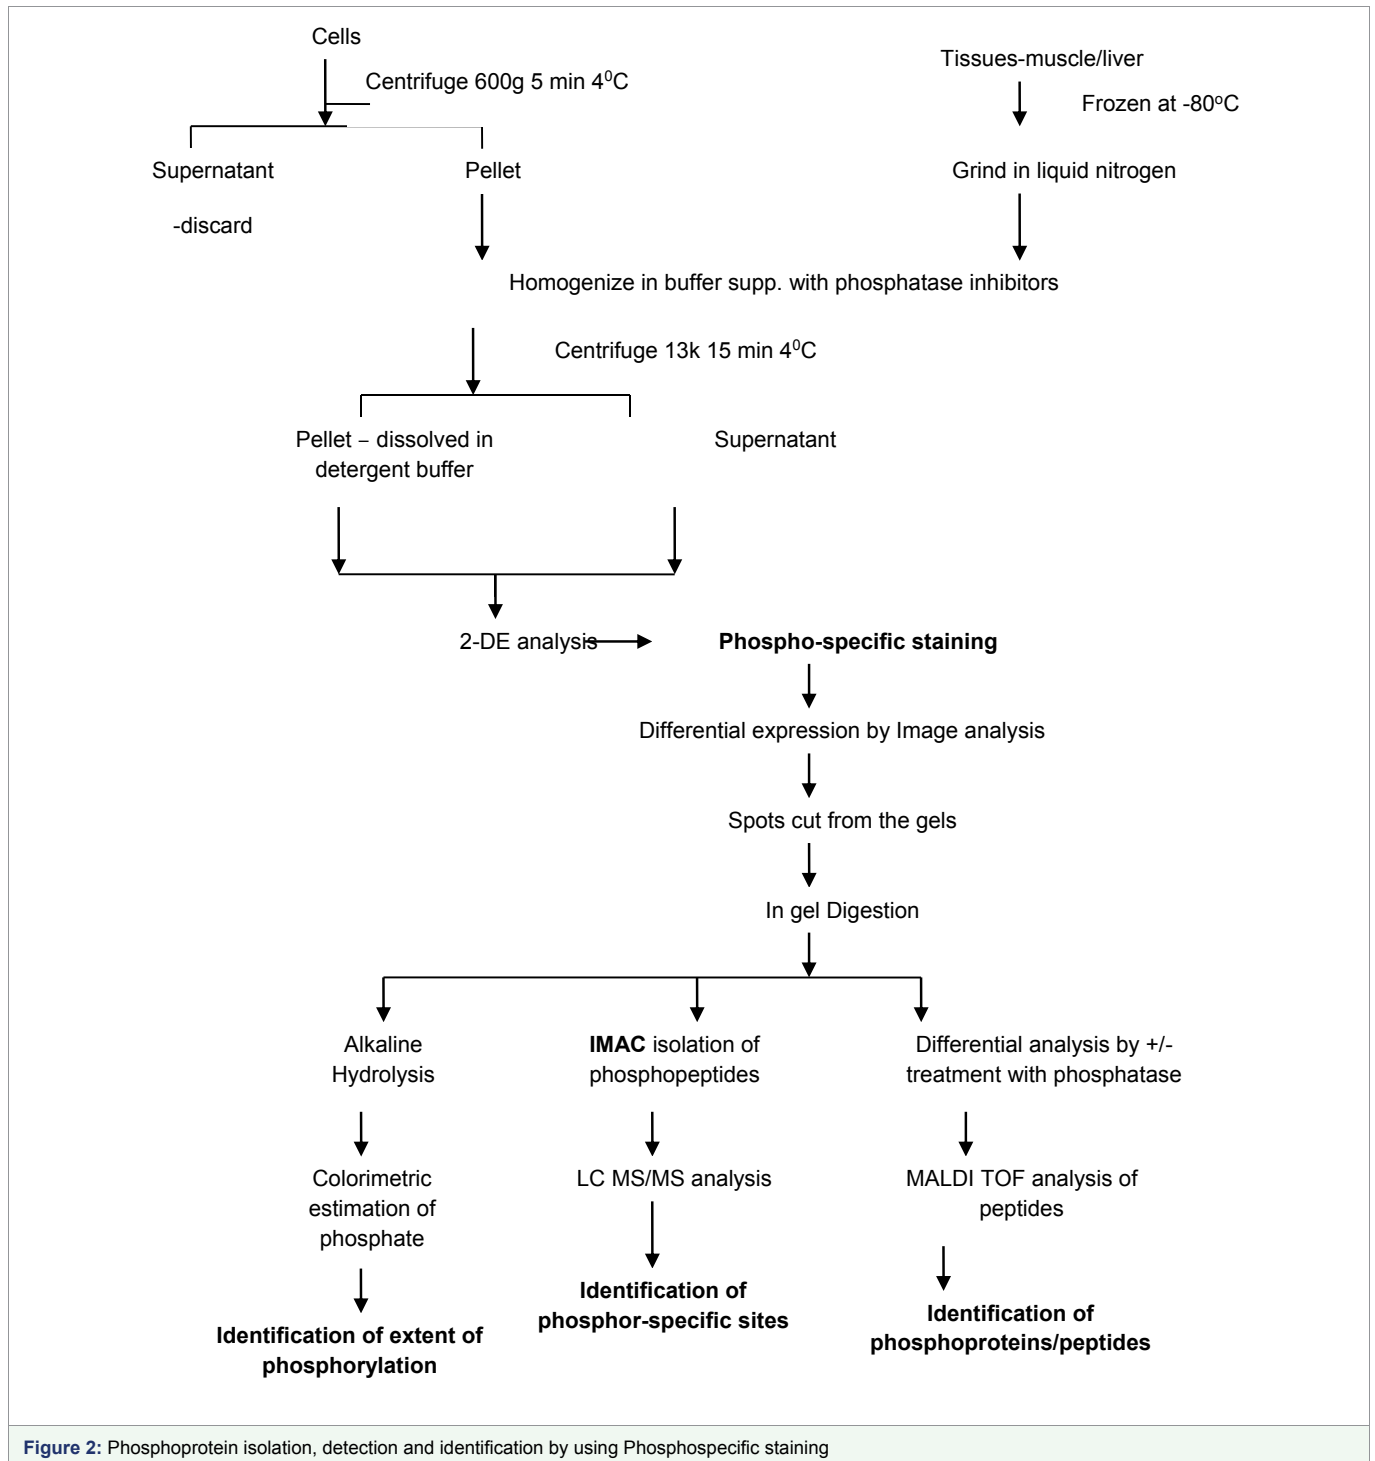 Cells
Centrifuge 600g 5 min 4⁰C
Tissues-muscle/liver
Frozen at -80ᵒC
Supernatant
-discard
Pellet
Grind in liquid nitrogen
Homogenize in buffer supp. with phosphatase inhibitors
Centrifuge 13k 15 min 4⁰C
Pellet – dissolved in
detergent buffer
Supernatant
2-DE analysis
Phospho-specific staining
Differential expression by Image analysis
Spots cut from the gels
In gel Digestion
Alkaline
Hydrolysis
IMAC isolation of
phosphopeptides
Differential analysis by +/-
treatment with phosphatase
Colorimetric
estimation of
phosphate
LC MS/MS analysis
MALDI TOF analysis of
peptides
Identification of extent of
phosphorylation
Identification of
phosphor-specific sites
Identification of
phosphoproteins/peptides
Figure 2: Phosphoprotein isolation, detection and identification by using Phosphospecific staining